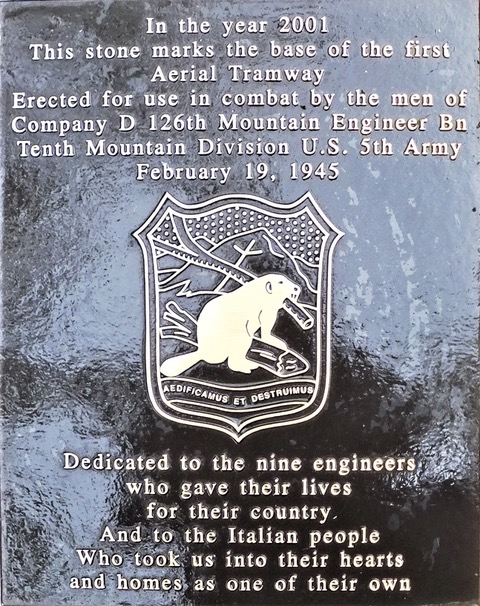 In the year 2001
This stone marks the base of the first
Aerial Tramway
Erected for use in combat by the men of
Company D 126th Mountain Engineer Bn
Tenth Mountain Division U.S. 5th Army
February 19, 1945
AEDIFICAMUS ET DESTRUIMUS
Dedicated to the nine engineers
who gave their lives
for their country.
And to the Italian people
Who took us into their hearts
and homes as one of their own